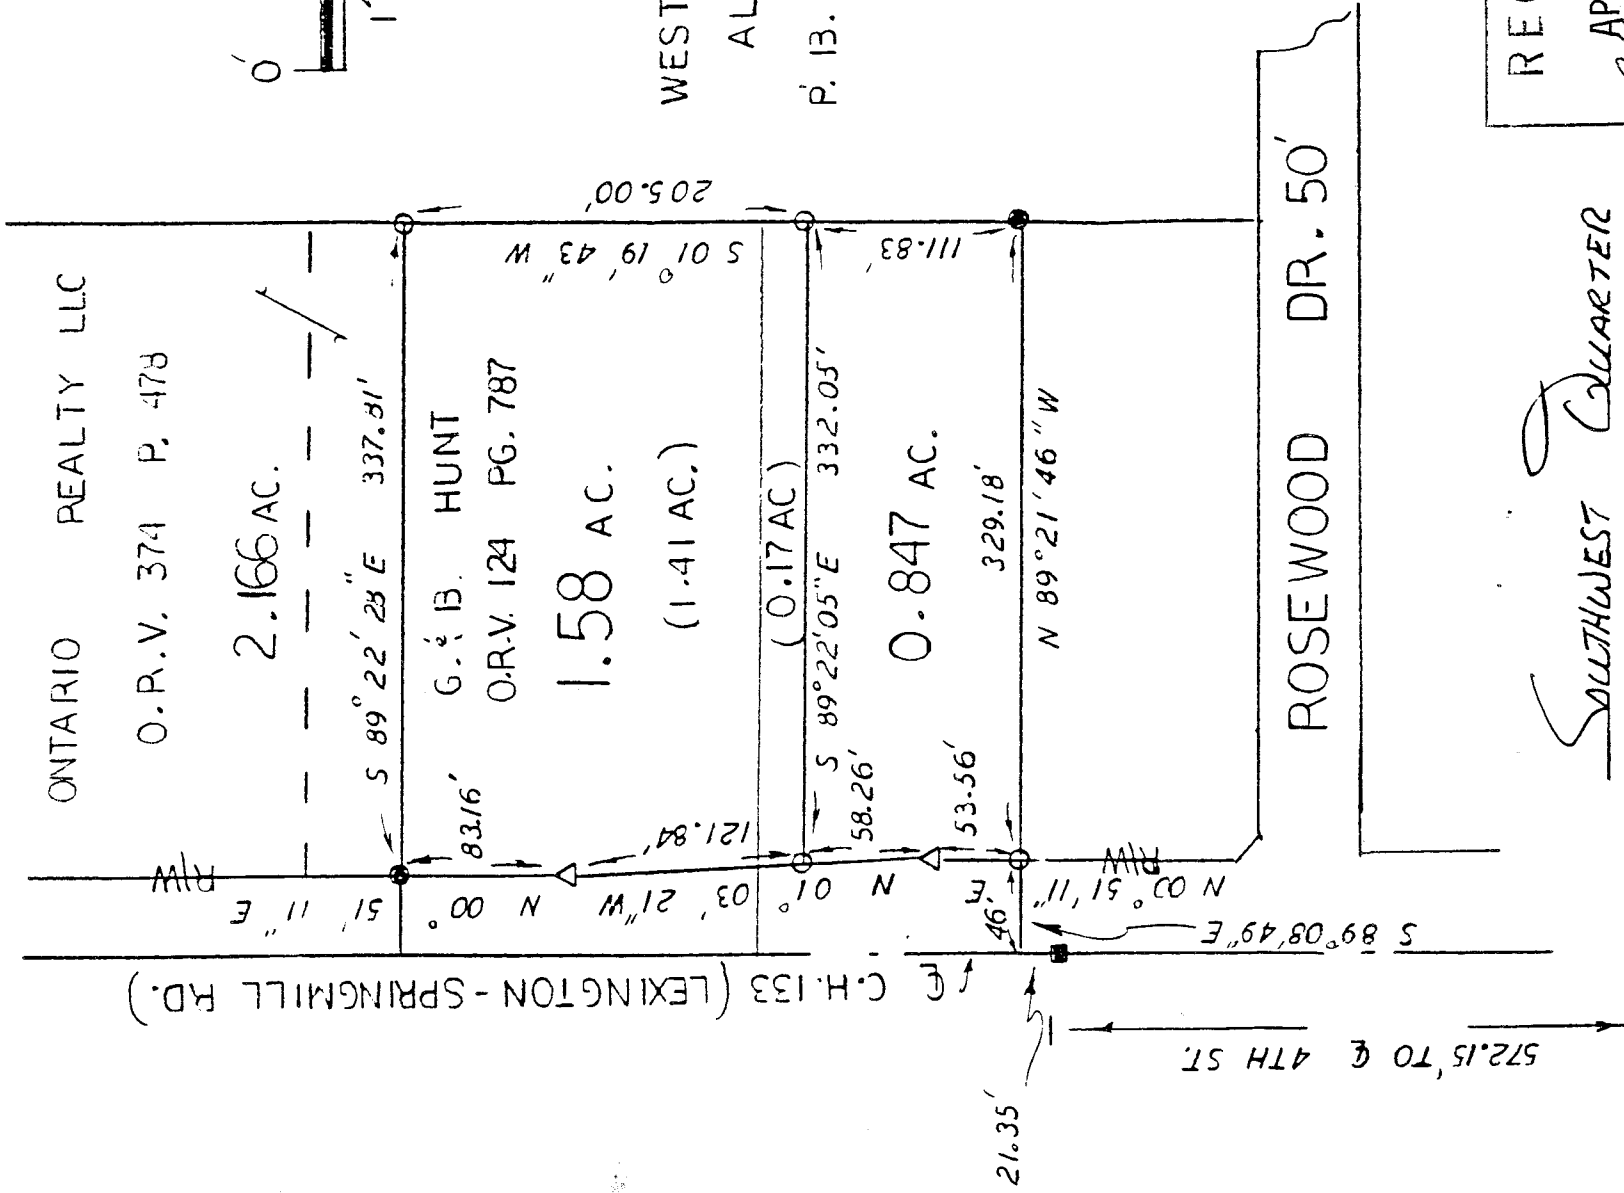 ONTARIO REALTY LLC
O.R.V. 374 P. 478
2.166 AC.
S 89° 22' 28" E 337.81'
G. & B. HUNT
O.R.V. 124 PG. 787
1.58 AC.
(1.41 AC.)
(0.17 AC)
S 89° 22' 05" E 332.05'
0.847 AC.
329.18'
N 89° 21' 46" W
ROSEWOOD DR. 50'
SOUTHWEST QUARTER
0'
WEST
AL
P. B.
REC
AP
205.00'
S 01° 19' 43" W
111.83'
83.16'
121.84'
58.26'
53.56'
R/W
N 00° 51' 11" E
N 01° 03' 21" W
N 00° 51' 11" E
R/W
46'
S 89° 08' 49" E
℄ C.H. 133 (LEXINGTON - SPRINGMILL RD.)
572.15' TO ℄ 4TH ST.
21.35'